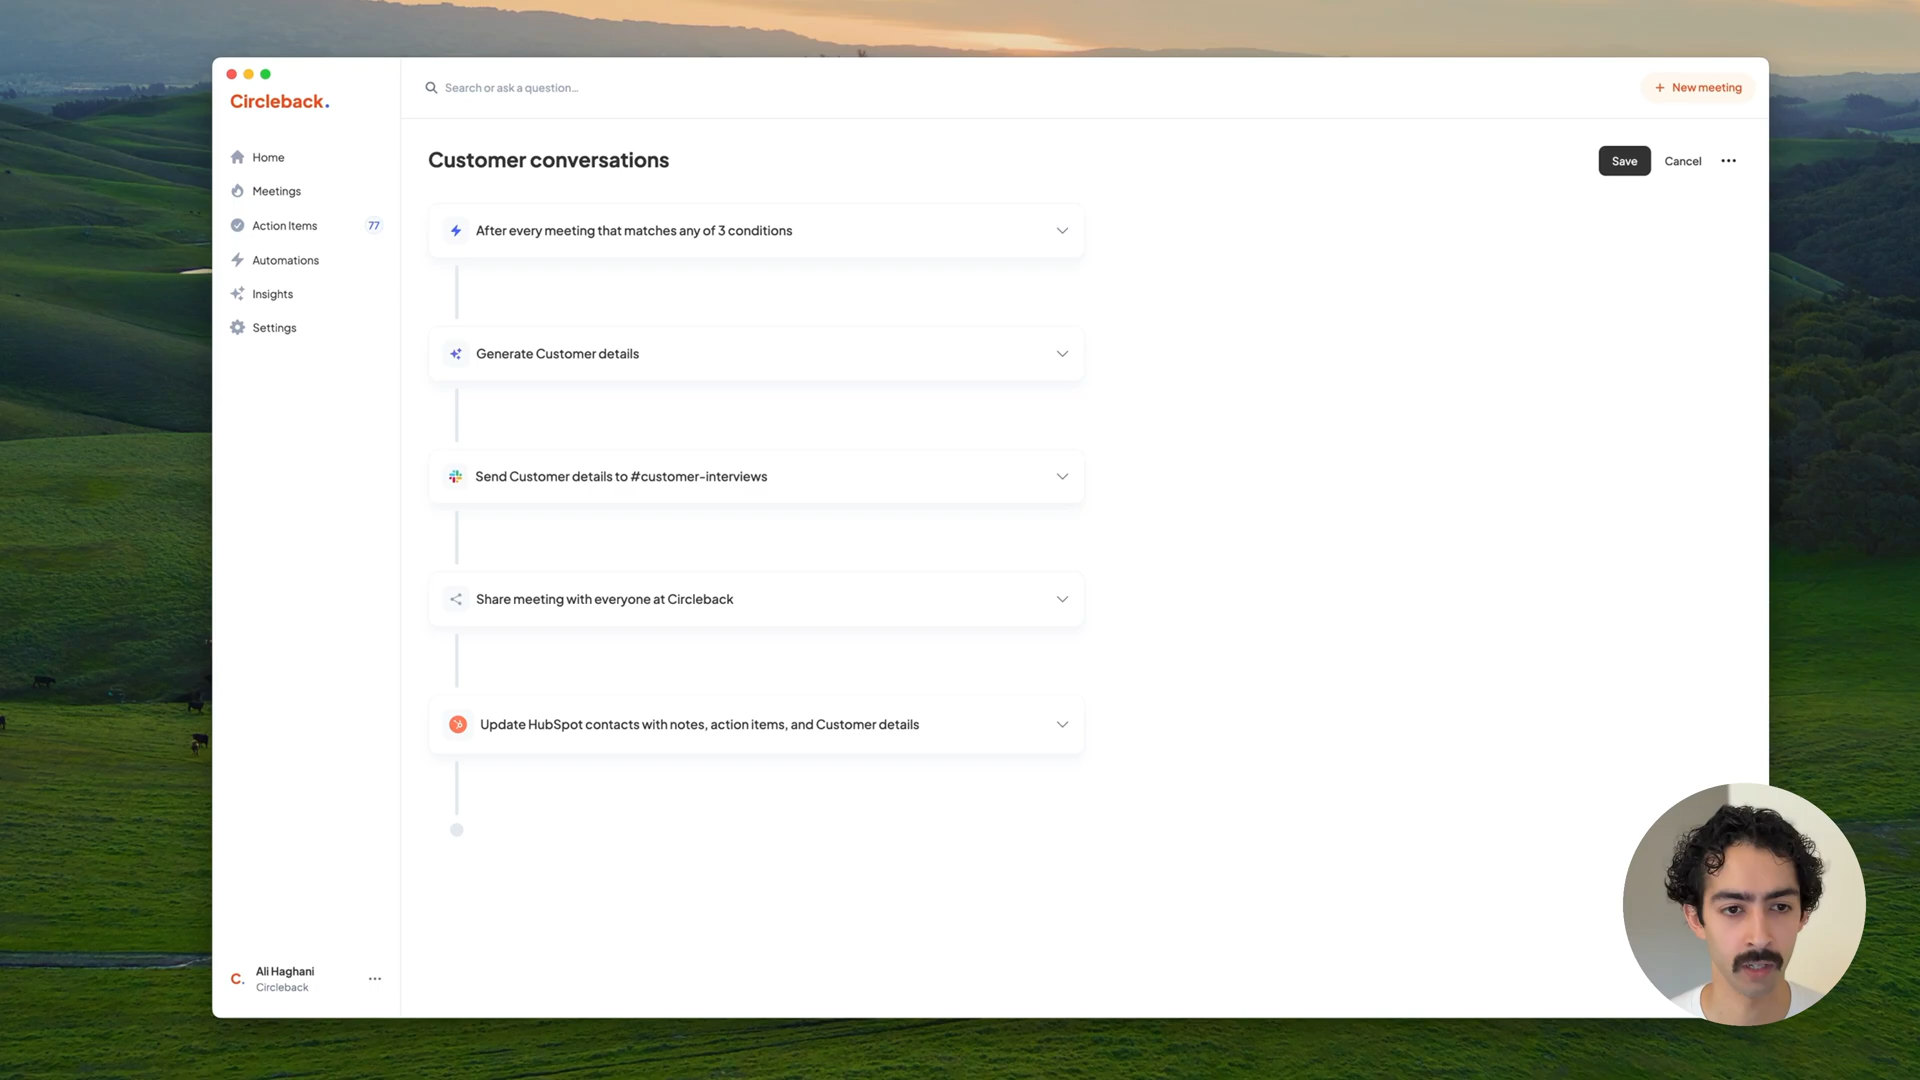 Circleback.
Search or ask a question...
+ New meeting
Home
Meetings
Action Items 77
Automations
Insights
Settings
Customer conversations
Save Cancel
After every meeting that matches any of 3 conditions
Generate Customer details
Send Customer details to #customer-interviews
Share meeting with everyone at Circleback
Update HubSpot contacts with notes, action items, and Customer details
C.
Ali Haghani
Circleback